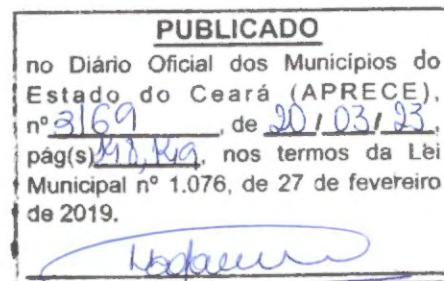 PUBLICADO
no Diário Oficial dos Municípios do
Estado do Ceará (APRECE),
nº 3169, de 20/03/23
pág(s), nos termos da Lei
Municipal nº 1.076, de 27 de fevereiro
de 2019.